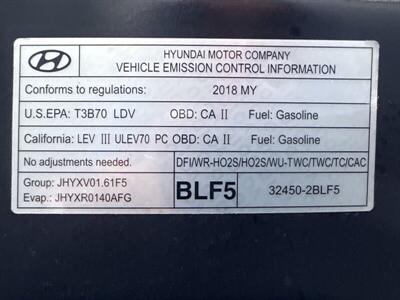 HYUNDAI MOTOR COMPANY
VEHICLE EMISSION CONTROL INFORMATION
Conforms to regulations: 2018 MY
U.S.EPA: T3B70 LDV OBD: CA II Fuel: Gasoline
California: LEV III ULEV70 PC OBD: CA II Fuel: Gasoline
No adjustments needed. DFI/WR-HO2S/HO2S/WU-TWC/TWC/TC/CAC
Group: JHYXV01.61F5
Evap.: JHYXR0140AFG
BLF5
32450-2BLF5